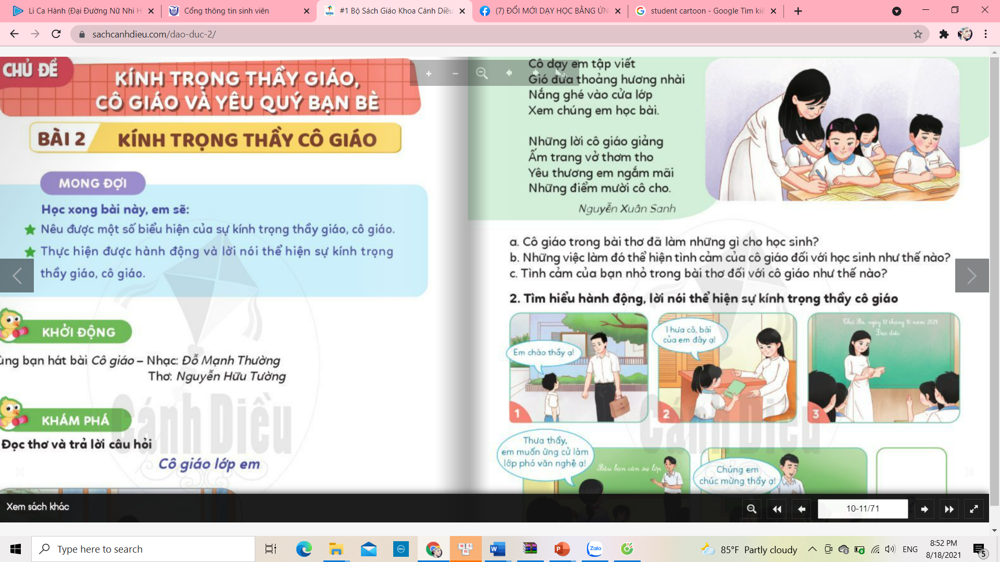 Li Ca Hành (Đại Đường Nữ Nhi H
Cổng thông tin sinh viên
#1 Bộ Sách Giáo Khoa Cánh Diều
(7) ĐỔI MỚI DẠY HỌC BẰNG ỨN
student cartoon - Google Tìm kiế
sachcanhdieu.com/dao-duc-2/
CHỦ ĐỀ
KÍNH TRỌNG THẦY GIÁO,
CÔ GIÁO VÀ YÊU QUÝ BẠN BÈ
BÀI 2 KÍNH TRỌNG THẦY CÔ GIÁO
MONG ĐỢI
Học xong bài này, em sẽ:
Nêu được một số biểu hiện của sự kính trọng thầy giáo, cô giáo.
Thực hiện được hành động và lời nói thể hiện sự kính trọng
thầy giáo, cô giáo.
KHỞI ĐỘNG
ùng bạn hát bài Cô giáo – Nhạc: Đỗ Mạnh Thường
Thơ: Nguyễn Hữu Tường
KHÁM PHÁ
Đọc thơ và trả lời câu hỏi
Cô giáo lớp em
Cánh Diều
Cô dạy em tập viết
Gió đưa thoảng hương nhài
Nắng ghé vào cửa lớp
Xem chúng em học bài.
Những lời cô giáo giảng
Ấm trang vở thơm tho
Yêu thương em ngắm mãi
Những điểm mười cô cho.
Nguyễn Xuân Sanh
a. Cô giáo trong bài thơ đã làm những gì cho học sinh?
b. Những việc làm đó thể hiện tình cảm của cô giáo đối với học sinh như thế nào?
c. Tình cảm của bạn nhỏ trong bài thơ đối với cô giáo như thế nào?
2. Tìm hiểu hành động, lời nói thể hiện sự kính trọng thầy cô giáo
Em chào thầy ạ!
1
Thưa cô, bài
của em đây ạ!
2
Thứ Ba, ngày 12 tháng 10 năm 2021
Đạo đức
3
Cánh Diều
Thưa thầy,
em muốn ứng cử làm
lớp phó văn nghệ ạ!
Bầu ban cán sự lớp
Chúng em
chúc mừng thầy ạ!
Xem sách khác
10-11/71
Type here to search
DELL
Zalo
85°F Partly cloudy
ENG
8:52 PM
8/18/2021
5